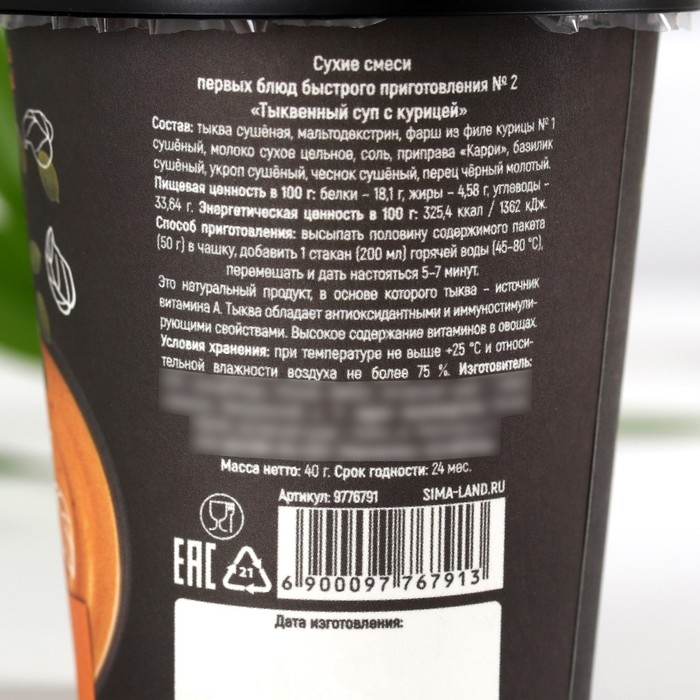 Сухие смеси
первых блюд быстрого приготовления № 2
«Тыквенный суп с курицей»
Состав: тыква сушёная, мальтодекстрин, фарш из филе курицы № 1
сушёный, молоко сухое цельное, соль, приправа «Карри», базилик
сушёный, укроп сушёный, чеснок сушёный, перец чёрный молотый.
Пищевая ценность в 100 г: белки – 18,1 г, жиры – 4,58 г, углеводы –
33,64 г. Энергетическая ценность в 100 г: 325,4 ккал / 1362 кДж.
Способ приготовления: высыпать половину содержимого пакета
(50 г) в чашку, добавить 1 стакан (200 мл) горячей воды (45-80 °C),
перемешать и дать настояться 5-7 минут.
Это натуральный продукт, в основе которого тыква - источник
витамина А. Тыква обладает антиоксидантными и иммуностимули-
рующими свойствами. Высокое содержание витаминов в овощах.
Условия хранения: при температуре не выше +25 °C и относи-
тельной влажности воздуха не более 75 %. Изготовитель:
Масса нетто: 40 г. Срок годности: 24 мес.
Артикул: 9776791 SIMA-LAND.RU
EAC 21 6 900097 767913
Дата изготовления: